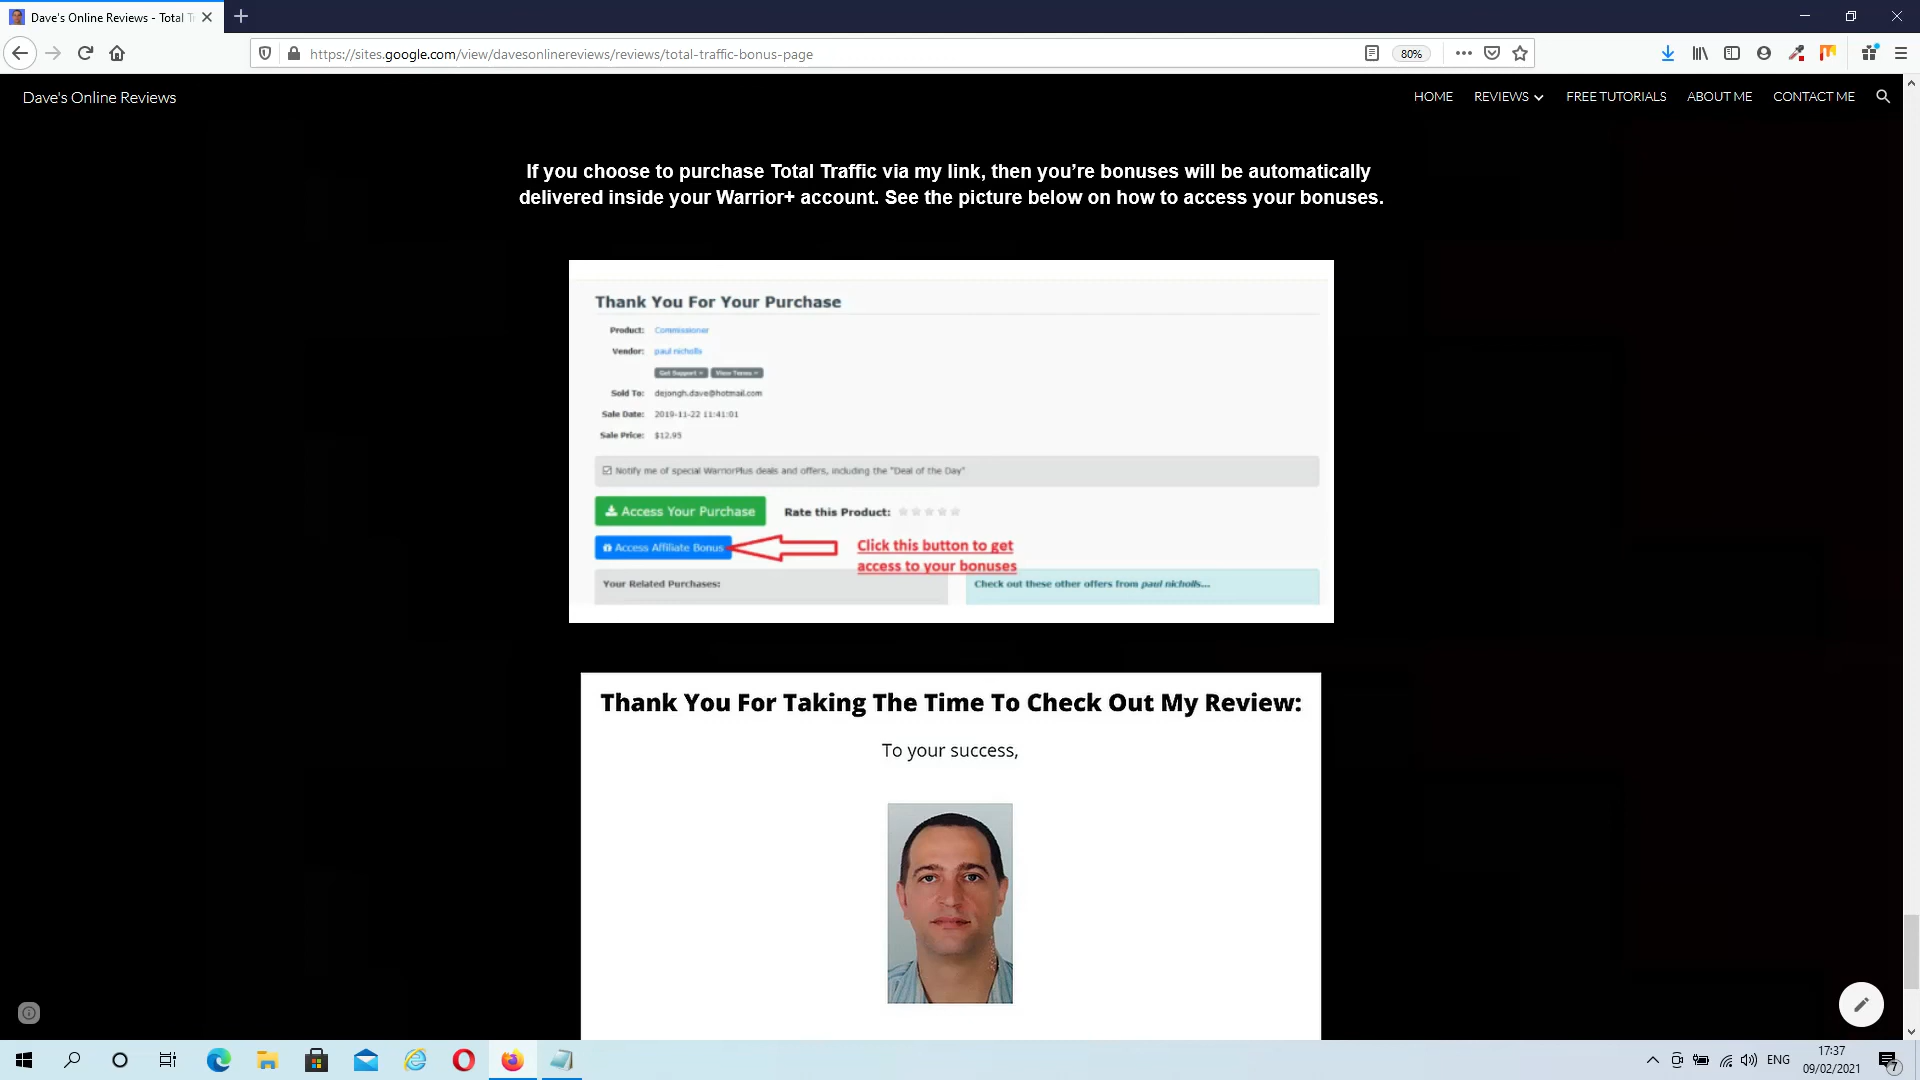 Dave's Online Reviews - Total T
https://sites.google.com/view/davesonlinereviews/reviews/total-traffic-bonus-page
80%
Dave's Online Reviews
HOME
REVIEWS
FREE TUTORIALS
ABOUT ME
CONTACT ME
If you choose to purchase Total Traffic via my link, then you’re bonuses will be automatically
delivered inside your Warrior+ account. See the picture below on how to access your bonuses.
Thank You For Your Purchase
Product: Commissioner
Vendor: paul nicholls
Get Support View Terms
Sold To: dejongh.dave@hotmail.com
Sale Date: 2019-11-22 11:41:01
Sale Price: $12.95
Notify me of special WarriorPlus deals and offers, including the "Deal of the Day"
Access Your Purchase
Rate this Product:
Access Affiliate Bonus
Click this button to get
access to your bonuses
Your Related Purchases:
Check out these other offers from paul nicholls...
Thank You For Taking The Time To Check Out My Review:
To your success,
ENG
17:37
09/02/2021
7